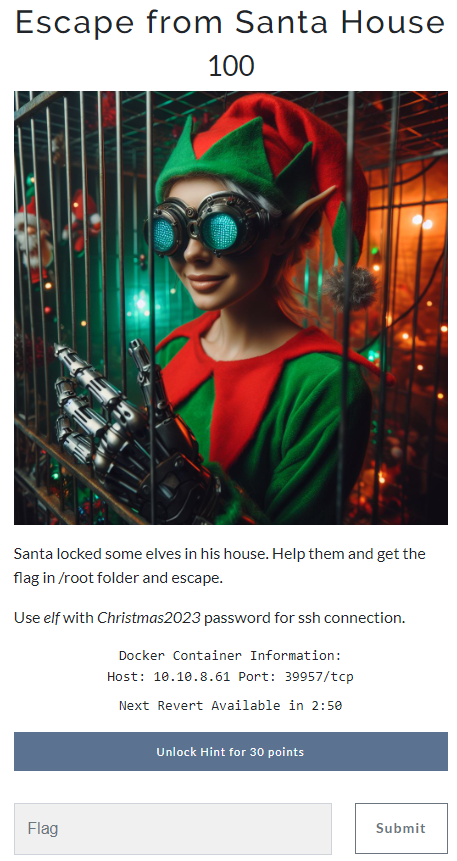 Escape from Santa House
100
Santa locked some elves in his house. Help them and get the
flag in /root folder and escape.
Use elf with Christmas2023 password for ssh connection.
Docker Container Information:
Host: 10.10.8.61 Port: 39957/tcp
Next Revert Available in 2:50
Unlock Hint for 30 points
Flag
Submit